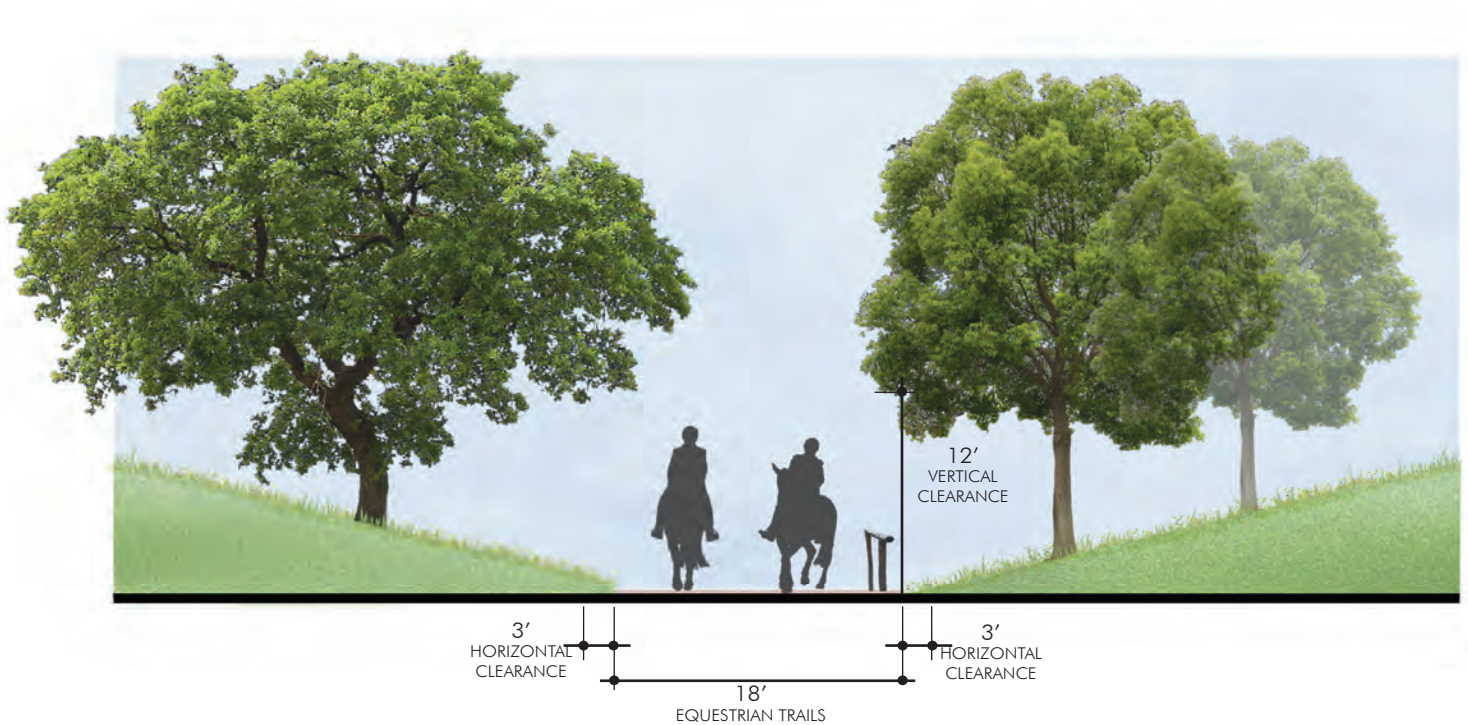 12’
VERTICAL
CLEARANCE
3’
HORIZONTAL
CLEARANCE
3’
HORIZONTAL
CLEARANCE
18’
EQUESTRIAN TRAILS